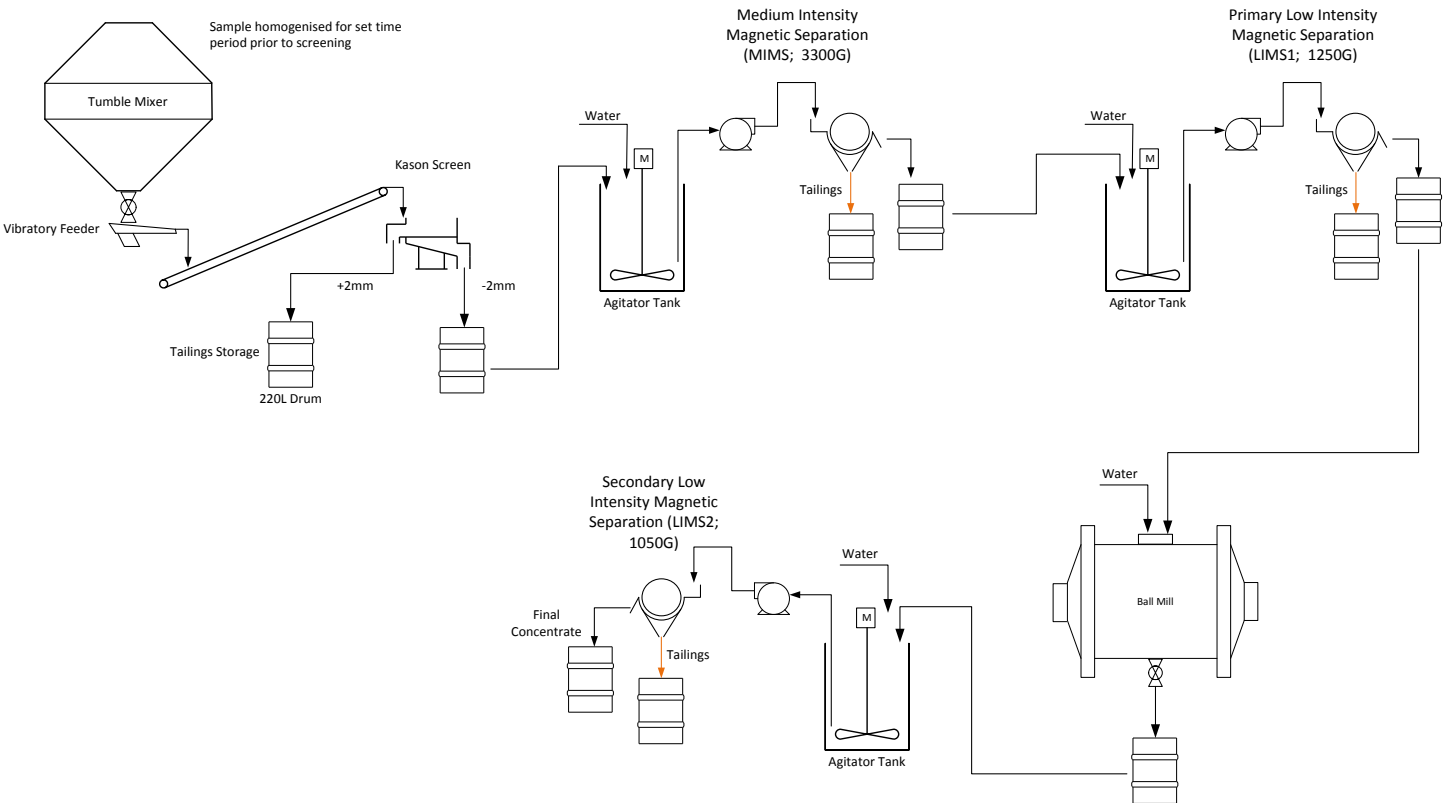 Sample homogenised for set time
period prior to screening
Tumble Mixer
Vibratory Feeder
Kason Screen
+2mm
-2mm
Tailings Storage
220L Drum
Medium Intensity
Magnetic Separation
(MIMS; 3300G)
Water
M
Tailings
Agitator Tank
Primary Low Intensity
Magnetic Separation
(LIMS1; 1250G)
Water
M
Tailings
Agitator Tank
Water
Ball Mill
Secondary Low
Intensity Magnetic
Separation (LIMS2;
1050G)
Water
M
Final
Concentrate
Tailings
Agitator Tank